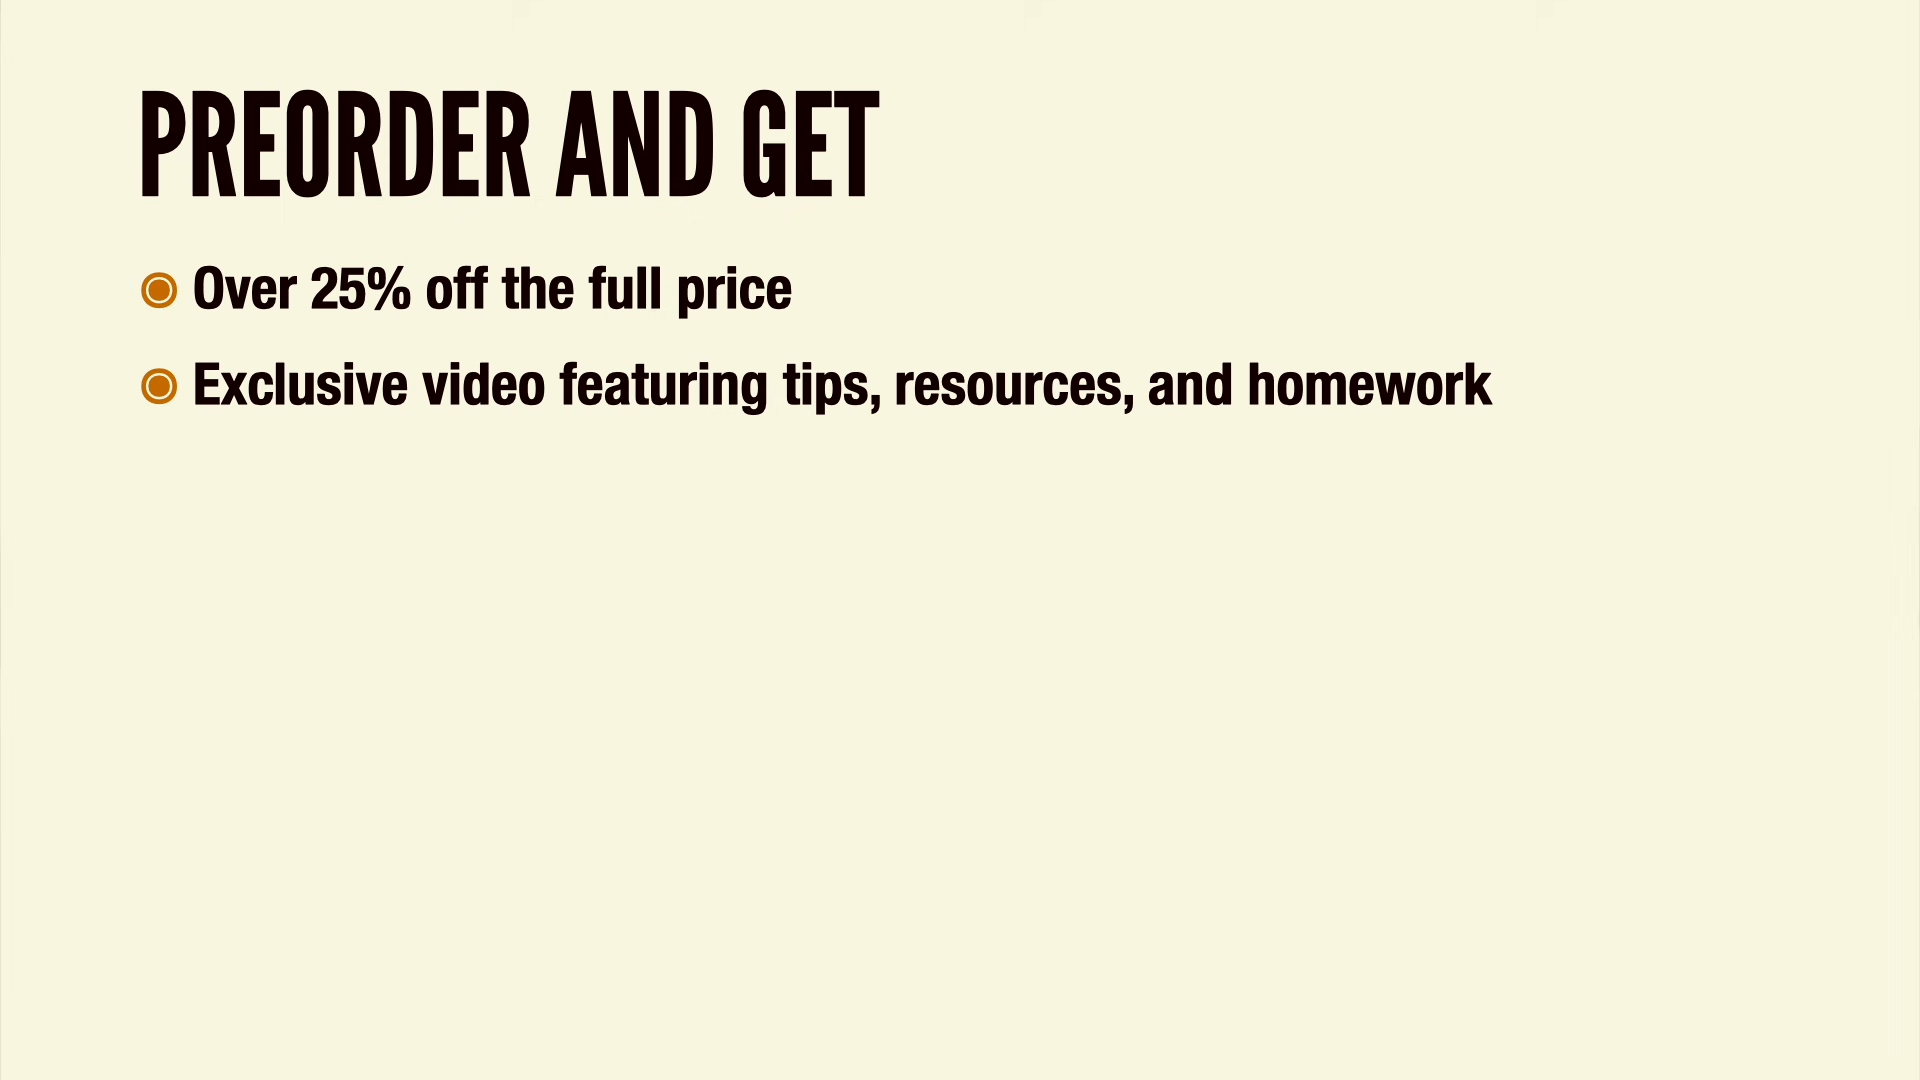 PREORDER AND GET
Over 25% off the full price
Exclusive video featuring tips, resources, and homework